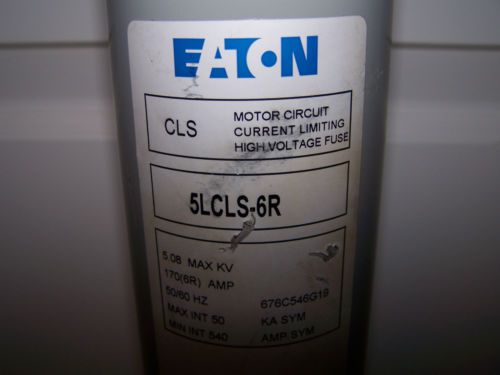 EATON
CLS
MOTOR CIRCUIT
CURRENT LIMITING
HIGH VOLTAGE FUSE
5LCLS-6R
5.08 MAX KV
170(6R) AMP
50/60 HZ 676C546G19
MAX INT 50 KA SYM
MIN INT 540 AMP SYM